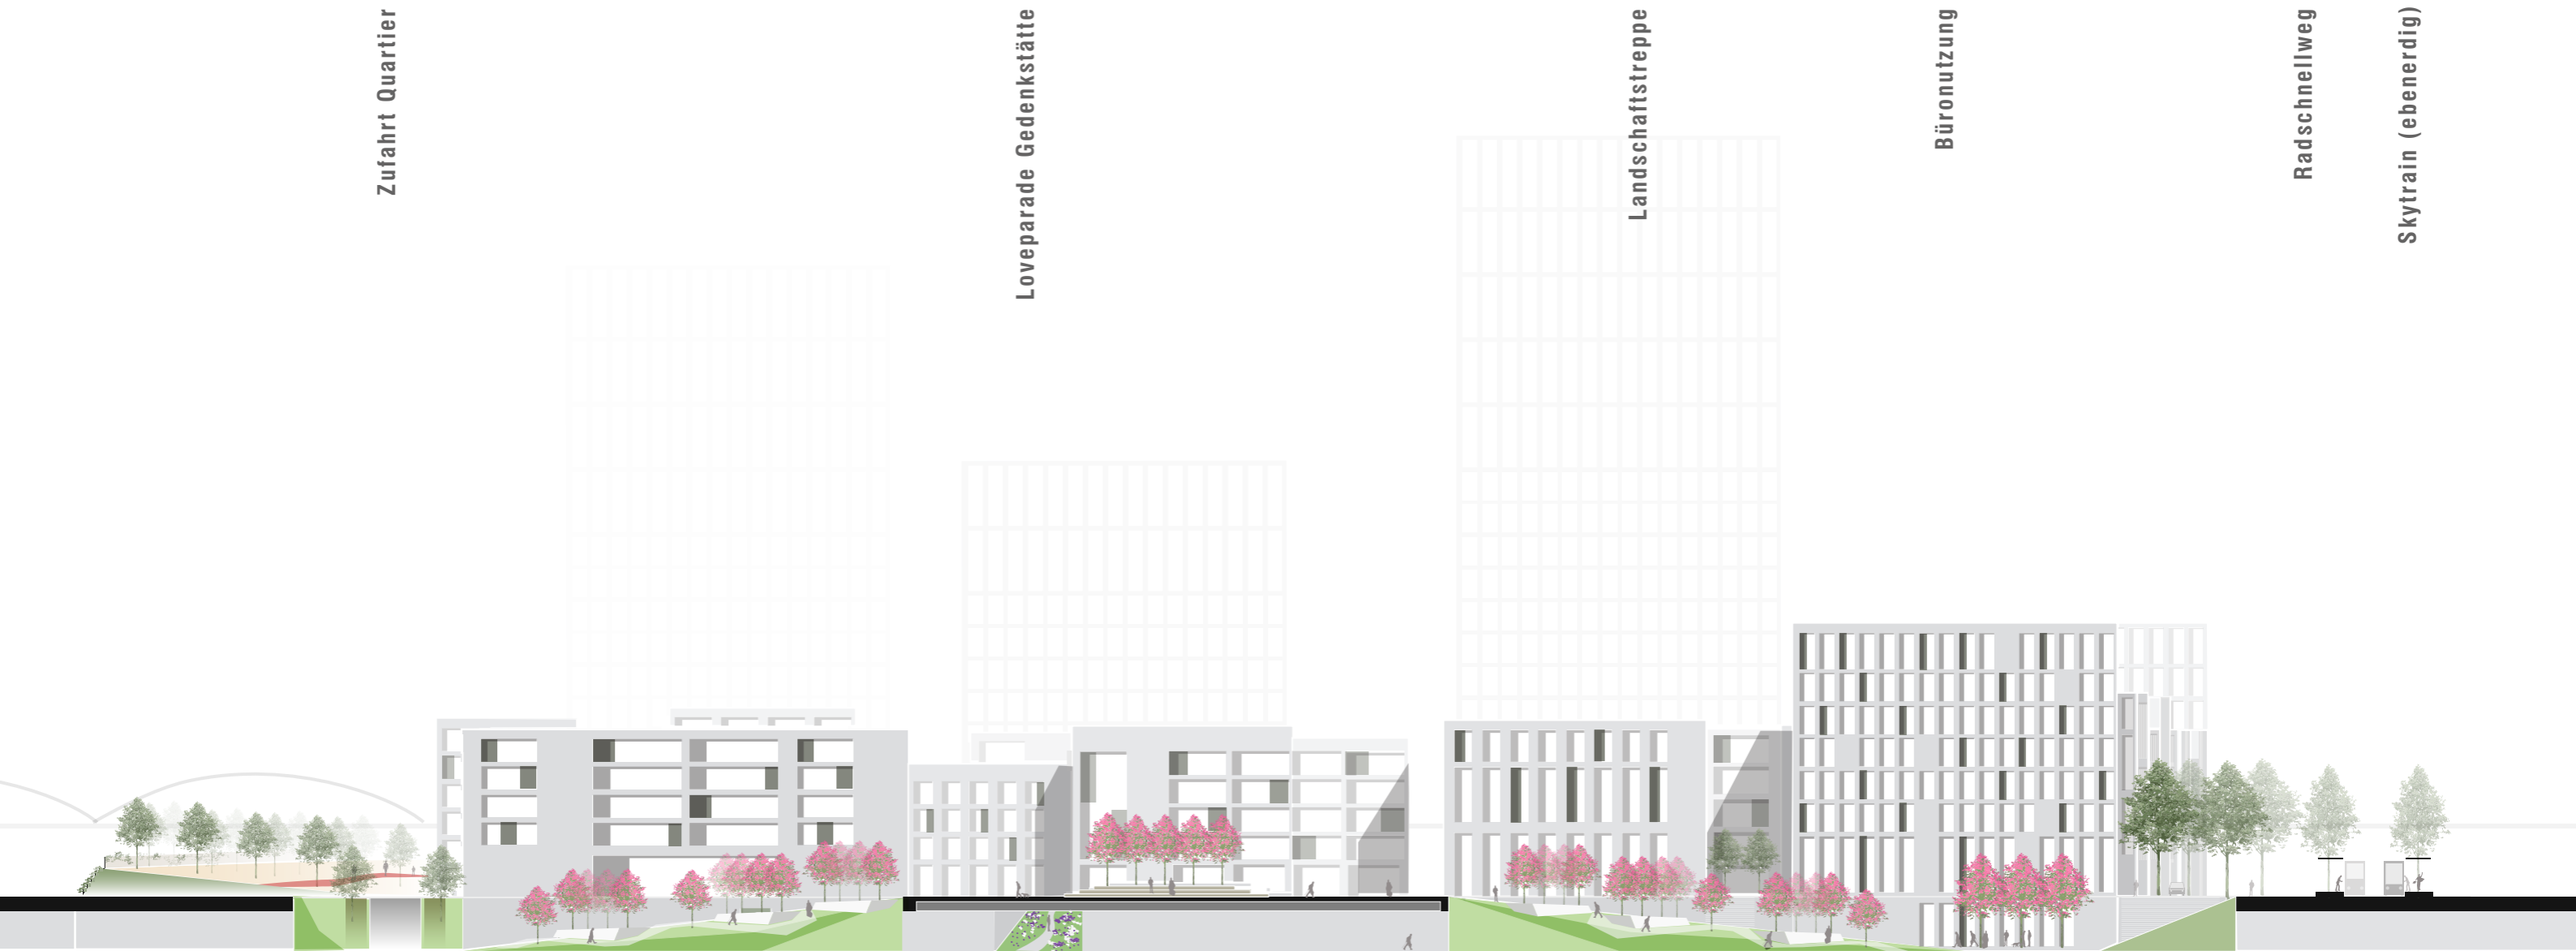 Zufahrt Quartier
Loveparade Gedenkstätte
Landschaftstreppe
Büronutzung
Radschnellweg
Skytrain (ebenerdig)